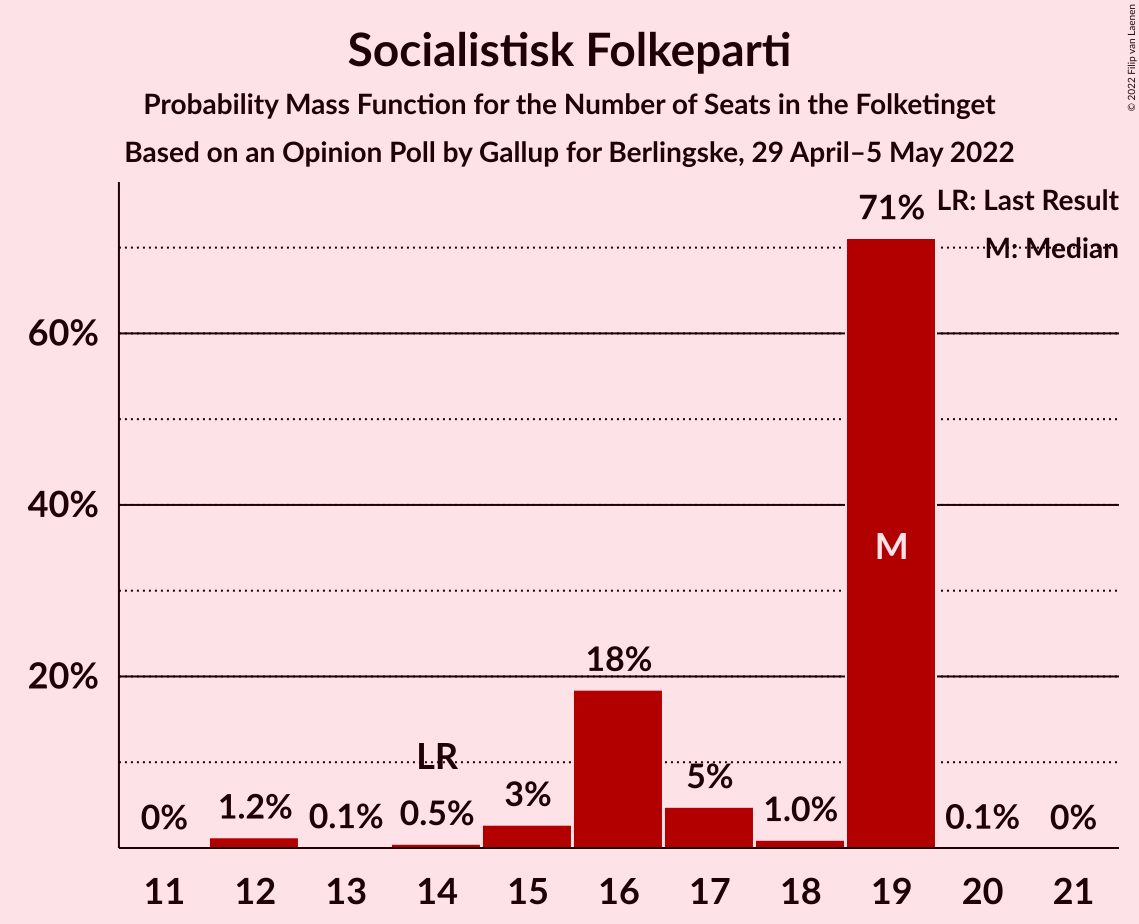 Socialistisk Folkeparti
Probability Mass Function for the Number of Seats in the Folketinget
Based on an Opinion Poll by Gallup for Berlingske, 29 April–5 May 2022
© 2022 Filip van Laenen
LR: Last Result
M: Median
71%
60%
40%
M
18%
20%
LR
5%
3%
0%
1.2%
0.1%
0.5%
1.0%
0.1%
0%
11 12 13 14 15 16 17 18 19 20 21